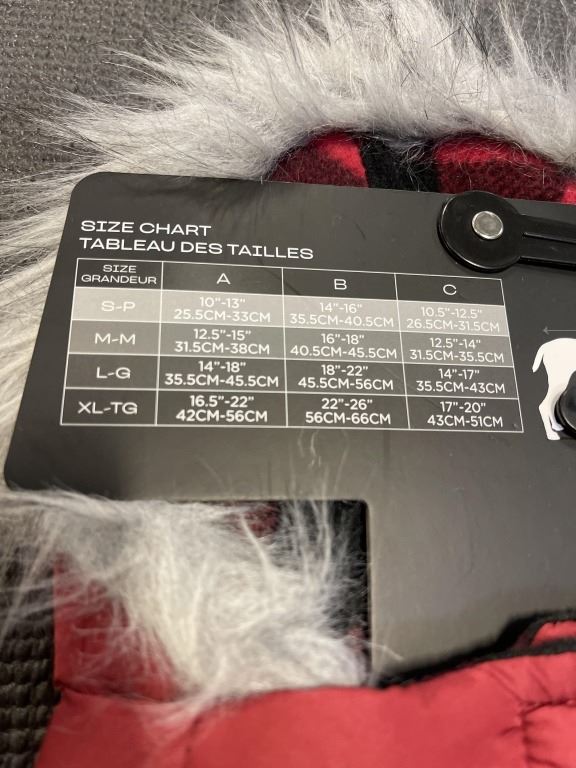 SIZE CHART
TABLEAU DES TAILLES
SIZE GRANDEUR A B C
S-P 10"-13" 25.5CM-33CM 14"-16" 35.5CM-40.5CM 10.5"-12.5" 26.5CM-31.5CM
M-M 12.5"-15" 31.5CM-38CM 16"-18" 40.5CM-45.5CM 12.5"-14" 31.5CM-35.5CM
L-G 14"-18" 35.5CM-45.5CM 18"-22" 45.5CM-56CM 14"-17" 35.5CM-43CM
XL-TG 16.5"-22" 42CM-56CM 22"-26" 56CM-66CM 17"-20" 43CM-51CM